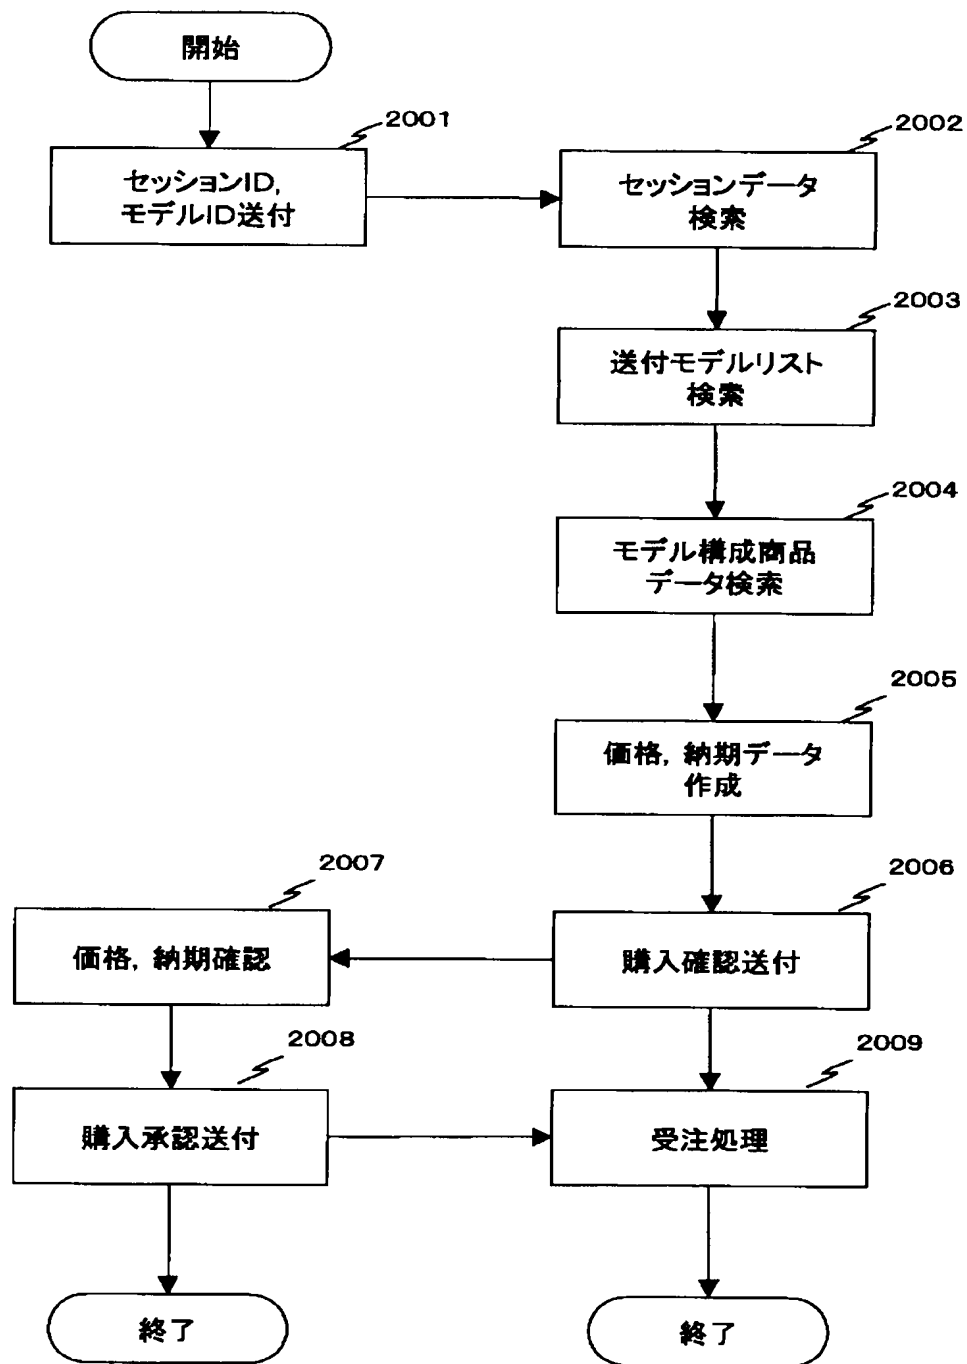 開始
2001
セッションID,
モデルID送付
2002
セッションデータ
検索
2003
送付モデルリスト
検索
2004
モデル構成商品
データ検索
2005
価格, 納期データ
作成
2006
購入確認送付
2007
価格, 納期確認
2008
購入承認送付
2009
受注処理
終了
終了